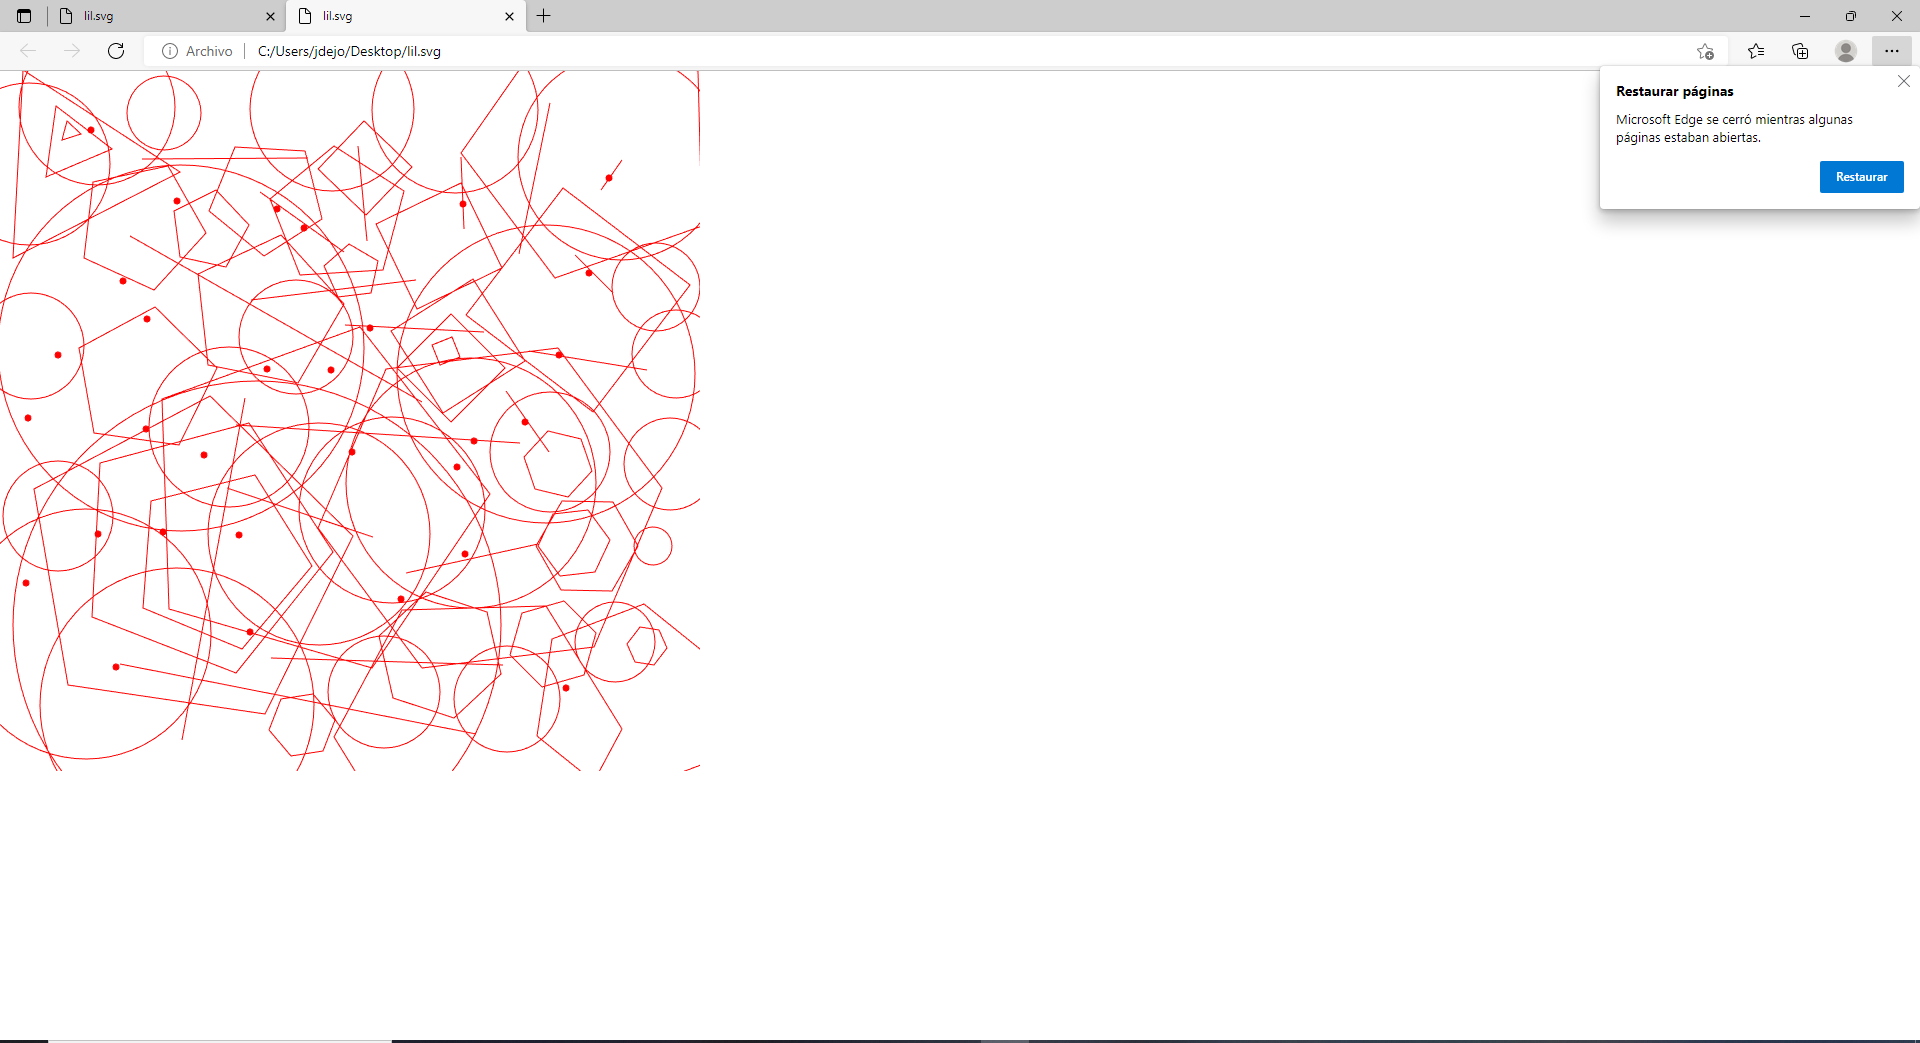 lil.svg
lil.svg
Archivo
C:/Users/jdejo/Desktop/lil.svg
Restaurar páginas
Microsoft Edge se cerró mientras algunas
páginas estaban abiertas.
Restaurar